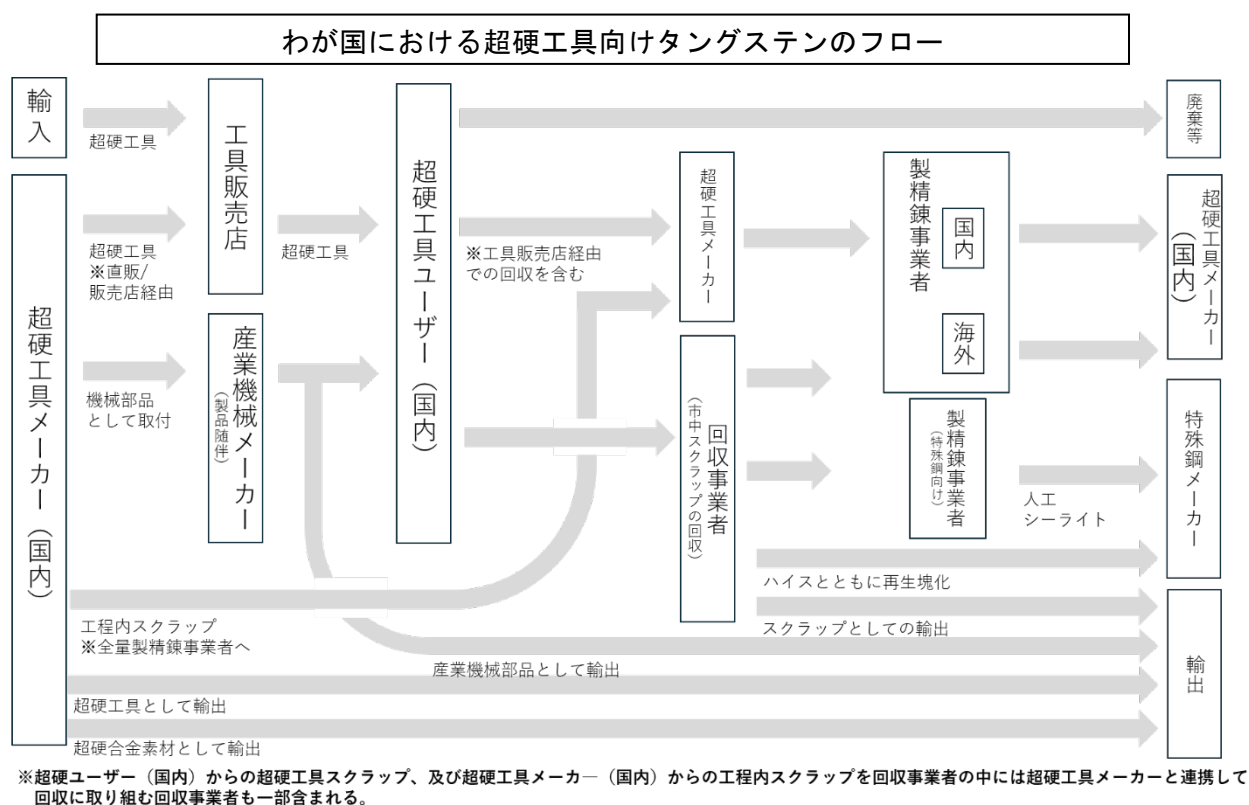 わが国における超硬工具向けタングステンのフロー
輸入
超硬工具
工具販売店
超硬工具ユーザー（国内）
廃棄等
超硬工具メーカー（国内）
超硬工具
※直販/
販売店経由
超硬工具
※工具販売店経由
での回収を含む
超硬工具メーカー
製精錬事業者
国内
海外
超硬工具メーカー
（国内）
機械部品
として取付
産業機械メーカー
（製品随伴）
回収事業者
（市中スクラップの回収）
製精錬事業者
（特殊鋼向け）
人工
シーライト
特殊鋼メーカー
ハイスとともに再生塊化
スクラップとしての輸出
工程内スクラップ
※全量製精錬事業者へ
産業機械部品として輸出
輸出
超硬工具として輸出
超硬合金素材として輸出
※超硬ユーザー（国内）からの超硬工具スクラップ、及び超硬工具メーカ―（国内）からの工程内スクラップを回収事業者の中には超硬工具メーカーと連携して
回収に取り組む回収事業者も一部含まれる。